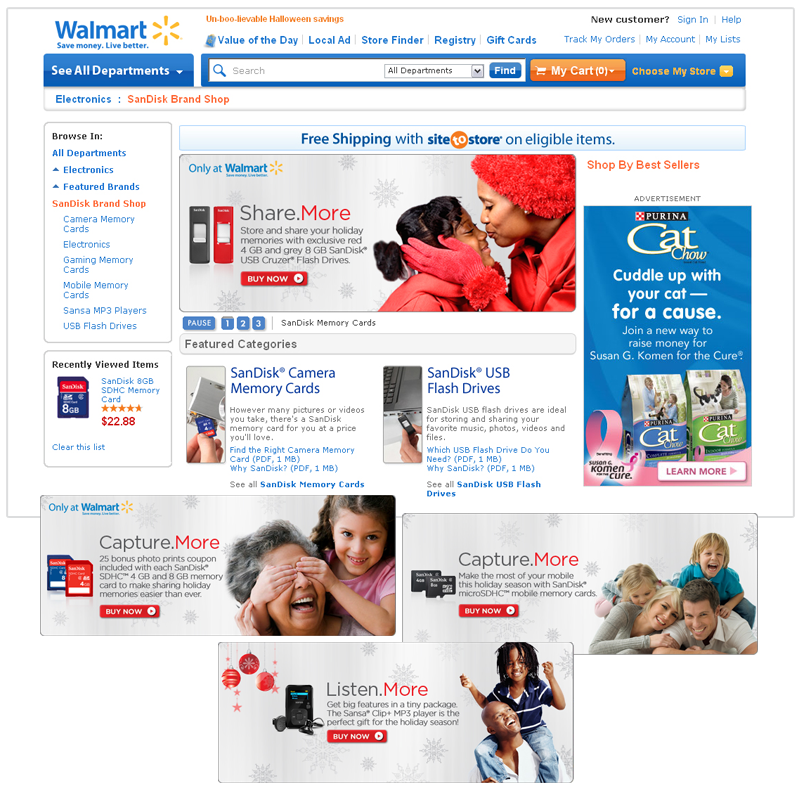 Walmart
Save money. Live better.
Un-boo-lievable Halloween savings
New customer? Sign In | Help
Value of the Day | Local Ad | Store Finder | Registry | Gift Cards
Track My Orders | My Account | My Lists
See All Departments
Search
All Departments
Find
My Cart (0)
Choose My Store
Electronics : SanDisk Brand Shop
Browse In:
All Departments
Electronics
Featured Brands
SanDisk Brand Shop
Camera Memory
Cards
Electronics
Gaming Memory
Cards
Mobile Memory
Cards
Sansa MP3 Players
USB Flash Drives
Recently Viewed Items
SanDisk
8GB
SanDisk 8GB
SDHC Memory
Card
$22.88
Clear this list
Free Shipping with site to store® on eligible items.
Only at Walmart
Save money. Live better.
Share.More
Store and share your holiday
memories with exclusive red
4 GB and grey 8 GB SanDisk®
USB Cruzer® Flash Drives.
BUY NOW
PAUSE 1 2 3 | SanDisk Memory Cards
Featured Categories
SanDisk® Camera
Memory Cards
However many pictures or videos
you take, there's a SanDisk
memory card for you at a price
you'll love.
Find the Right Camera Memory
Card (PDF, 1 MB)
Why SanDisk? (PDF, 1 MB)
See all SanDisk Memory Cards
SanDisk® USB
Flash Drives
SanDisk USB flash drives are ideal
for storing and sharing your
favorite music, photos, videos and
files.
Which USB Flash Drive Do You
Need? (PDF, 1 MB)
Why SanDisk? (PDF, 1 MB)
See all SanDisk USB Flash
Drives
Shop By Best Sellers
ADVERTISEMENT
PURINA
Cat
Chow
Cuddle up with
your cat —
for a cause.
Join a new way to
raise money for
Susan G. Komen for the Cure®.
Cat
Chow
Cat
Chow
benefiting
SUSAN G.
KOMEN
FOR THE
CURE.
LEARN MORE
Only at Walmart
Save money. Live better.
Capture.More
25 bonus photo prints coupon
included with each SanDisk®
SDHC™ 4 GB and 8 GB memory
card to make sharing holiday
memories easier than ever.
BUY NOW
SanDisk
SanDisk
Capture.More
Make the most of your mobile
this holiday season with SanDisk®
microSDHC™ mobile memory cards.
BUY NOW
SanDisk
SanDisk
Listen.More
Get big features in a tiny package.
The Sansa® Clip+ MP3 player is the
perfect gift for the holiday season!
BUY NOW